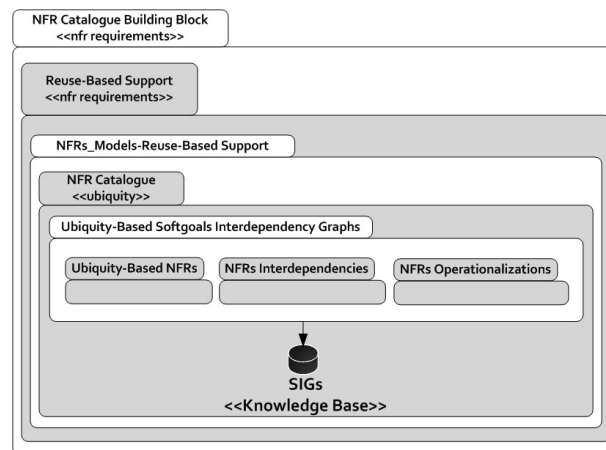 NFR Catalogue Building Block
<<nfr requirements>>
Reuse-Based Support
<<nfr requirements>>
NFRs_Models-Reuse-Based Support
NFR Catalogue
<<ubiquity>>
Ubiquity-Based Softgoals Interdependency Graphs
Ubiquity-Based NFRs
NFRs Interdependencies
NFRs Operationalizations
SIGs
<<Knowledge Base>>